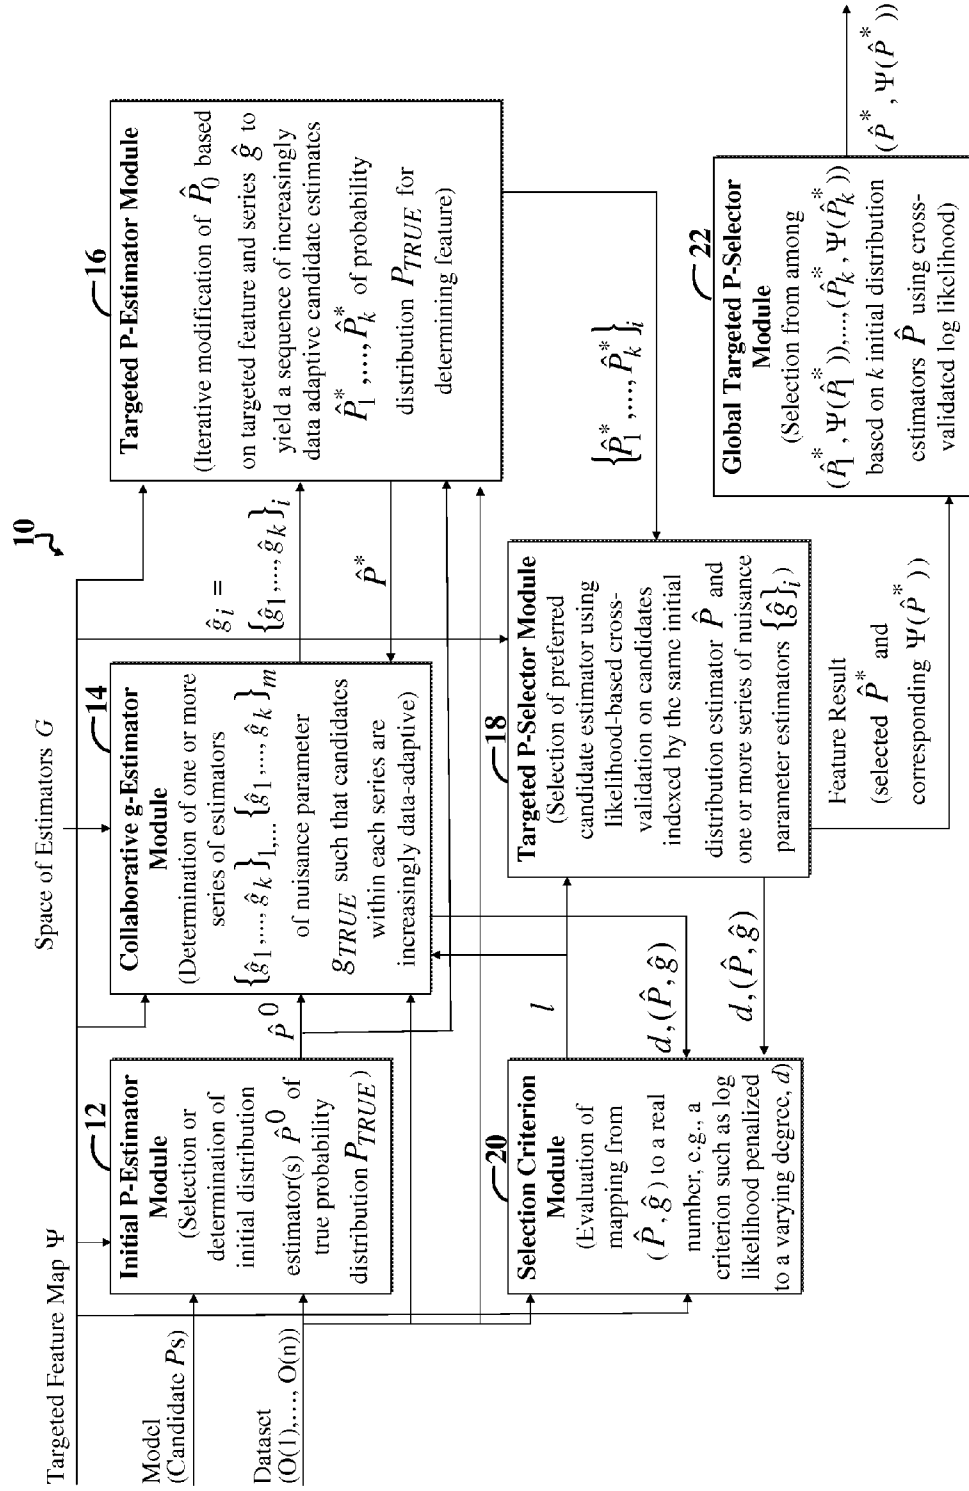 10
Targeted Feature Map Ψ
Space of Estimators G
Model
(Candidate Ps)
Dataset
(O(1),..., O(n))
12
Initial P-Estimator
Module
(Selection or
determination of
initial distribution
estimator(s) P̂⁰ of
true probability
distribution P_TRUE)
P̂⁰
14
Collaborative g-Estimator
Module
(Determination of one or more
series of estimators
{ĝ₁,...,ĝₖ}₁,... {ĝ₁,...,ĝₖ}ₘ
of nuisance parameter
g_TRUE such that candidates
within each series are
increasingly data-adaptive)
ĝᵢ =
{ĝ₁,...,ĝₖ}ᵢ
P̂*
16
Targeted P-Estimator Module
(Iterative modification of P̂₀ based
on targeted feature and series ĝ to
yield a sequence of increasingly
data adaptive candidate estimates
P̂₁*,...,P̂ₖ* of probability
distribution P_TRUE for
determining feature)
{P̂₁*,...,P̂ₖ*}ᵢ
20
Selection Criterion
Module
(Evaluation of
mapping from
(P̂,ĝ) to a real
number, e.g., a
criterion such as log
likelihood penalized
to a varying degree, d)
l
d,(P̂,ĝ)
d,(P̂,ĝ)
18
Targeted P-Selector Module
(Selection of preferred
candidate estimator using
likelihood-based cross-
validation on candidates
indexed by the same initial
distribution estimator P̂ and
one or more series of nuisance
parameter estimators {ĝ}ᵢ)
Feature Result
(selected P̂* and
corresponding Ψ(P̂*))
22
Global Targeted P-Selector
Module
(Selection from among
(P̂₁*,Ψ(P̂₁*)),...,(P̂ₖ*,Ψ(P̂ₖ*))
based on k initial distribution
estimators P̂ using cross-
validated log likelihood)
(P̂*,Ψ(P̂*))